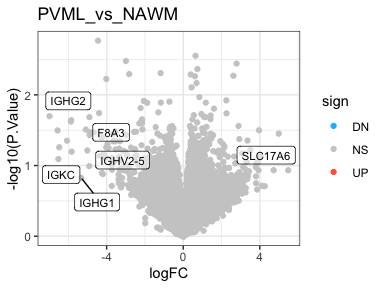 PVML_vs_NAWM
-log10(P.Value)
2
1
0
IGHG2
F8A3
IGHV2-5
SLC17A6
IGKC
IGHG1
-4
0
4
logFC
sign
DN
NS
UP